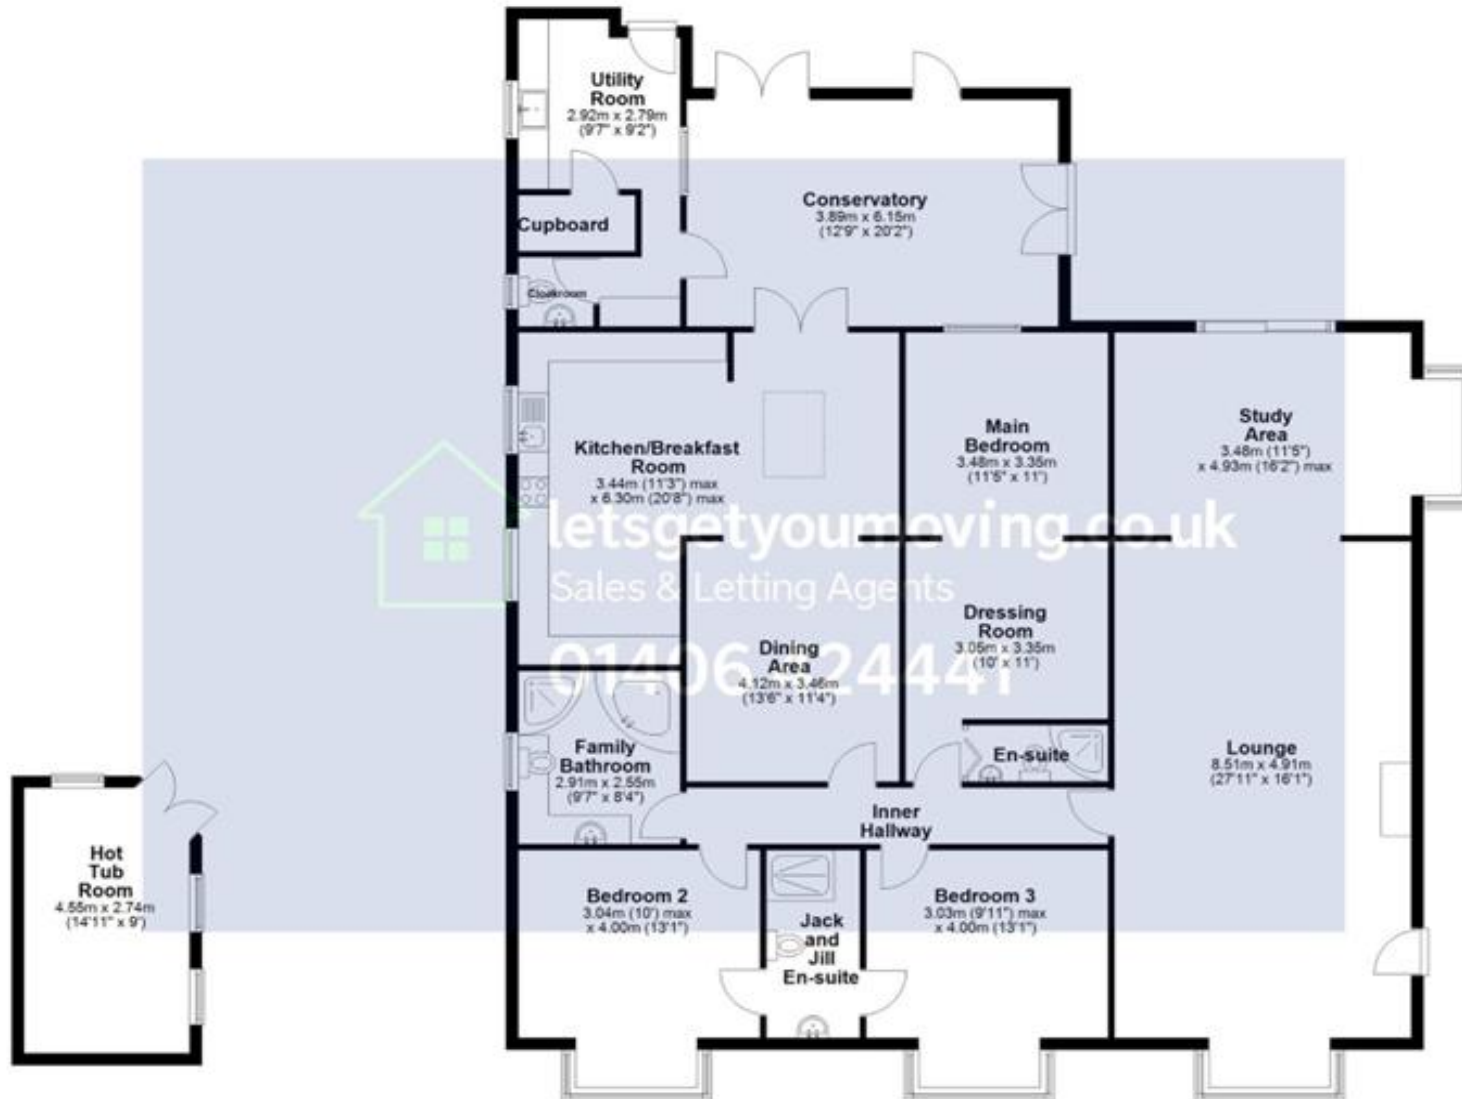 Utility
Room
2.92m x 2.79m
(9'7" x 9'2")
Conservatory
3.89m x 6.15m
(12'9" x 20'2")
Cupboard
Cloakroom
Kitchen/Breakfast
Room
3.44m (11'3") max
x 6.30m (20'8") max
Main
Bedroom
3.48m x 3.35m
(11'5" x 11')
Study
Area
3.48m (11'5")
x 4.93m (16'2") max
letsgetyoumoving.co.uk
Sales & Letting Agents
Dressing
Room
3.05m x 3.35m
(10' x 11')
Dining
Area
4.12m x 3.46m
(13'6" x 11'4")
Family
Bathroom
2.91m x 2.55m
(9'7" x 8'4")
En-suite
Lounge
8.51m x 4.91m
(27'11" x 16'1")
Inner
Hallway
Hot
Tub
Room
4.55m x 2.74m
(14'11" x 9')
Bedroom 2
3.04m (10') max
x 4.00m (13'1")
Jack
and
Jill
En-suite
Bedroom 3
3.03m (9'11") max
x 4.00m (13'1")